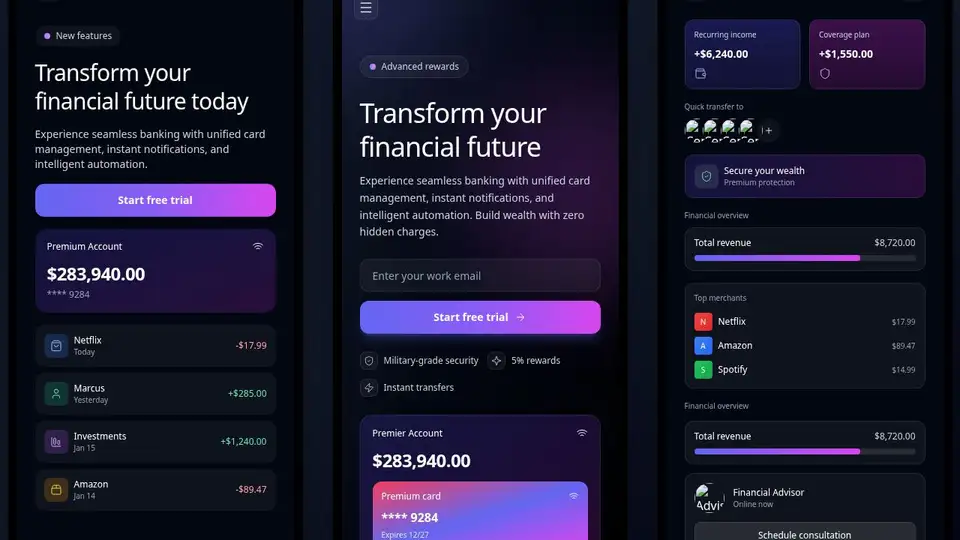 New features
Transform your
financial future today
Experience seamless banking with unified card
management, instant notifications, and
intelligent automation.
Start free trial
Premium Account
$283,940.00
**** 9284
Netflix
Today
-$17.99
Marcus
Yesterday
+$285.00
Investments
Jan 15
+$1,240.00
Amazon
Jan 14
-$89.47
Advanced rewards
Transform your
financial future
Experience seamless banking with unified card
management, instant notifications, and
intelligent automation. Build wealth with zero
hidden charges.
Enter your work email
Start free trial →
Military-grade security
5% rewards
Instant transfers
Premier Account
$283,940.00
Premium card
**** 9284
Expires 12/27
Recurring income
+$6,240.00
Coverage plan
+$1,550.00
Quick transfer to
+
Secure your wealth
Premium protection
Financial overview
Total revenue
$8,720.00
Top merchants
N Netflix
$17.99
A Amazon
$89.47
S Spotify
$14.99
Financial overview
Total revenue
$8,720.00
Financial Advisor
Online now
Schedule consultation